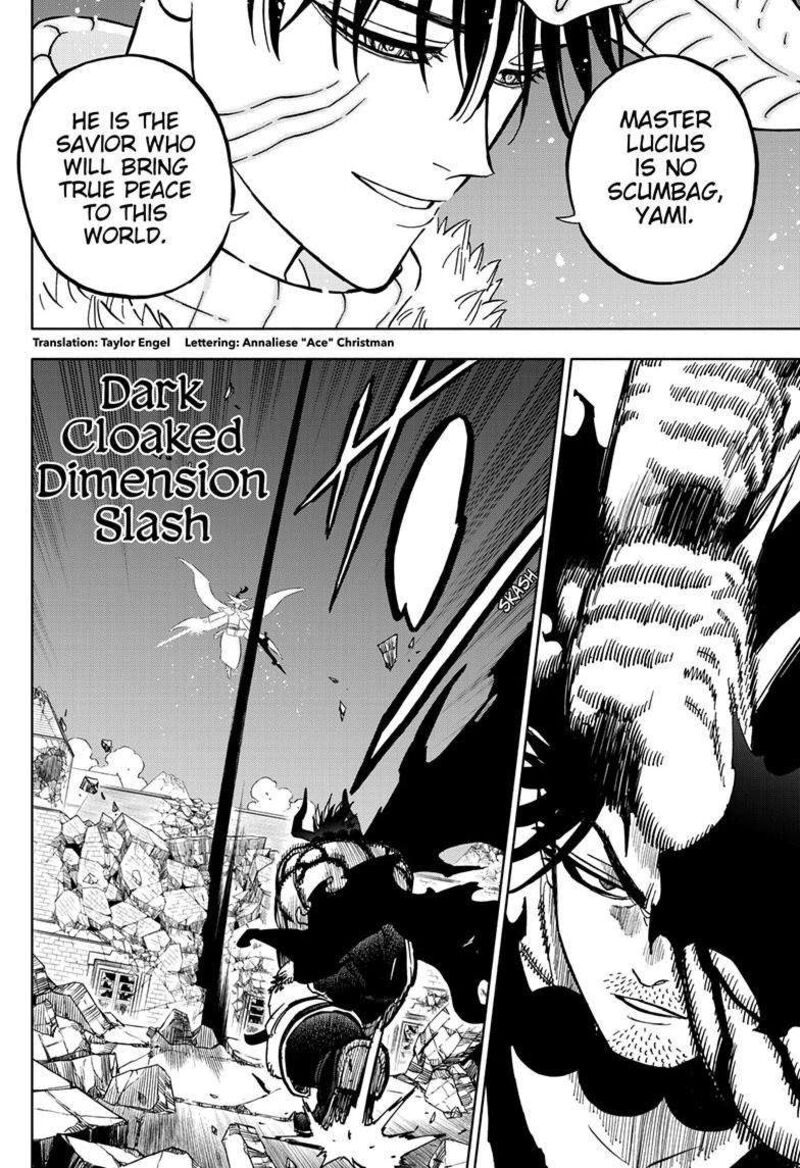 MASTER
LUCIUS
IS NO
SCUMBAG,
YAMI.
HE IS THE
SAVIOR WHO
WILL BRING
TRUE PEACE
TO THIS
WORLD.
Translation: Taylor Engel Lettering: Annaliese "Ace" Christman
SKASH
Dark
Cloaked
Dimension
Slash